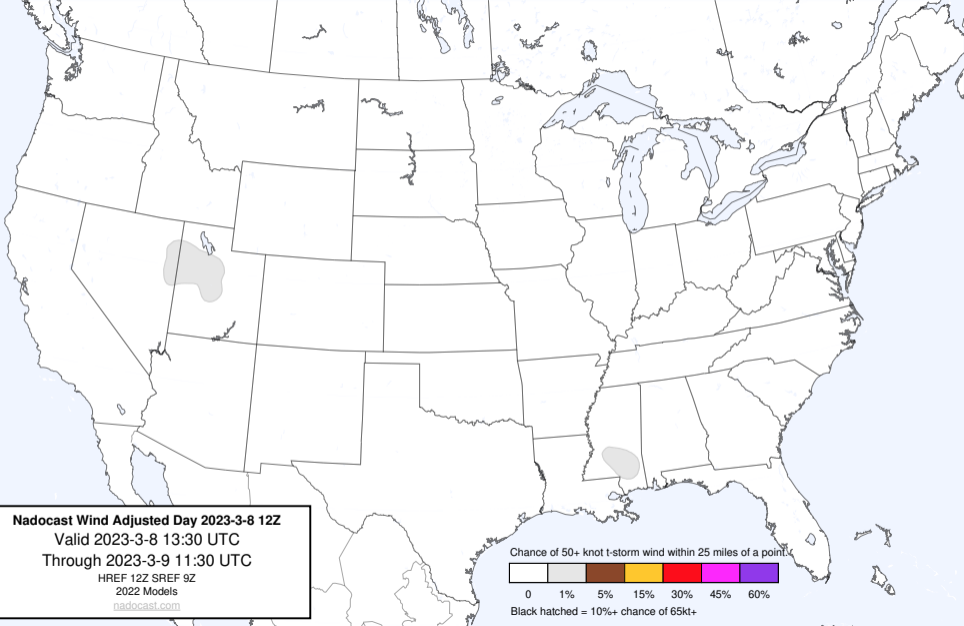 Nadocast Wind Adjusted Day 2023-3-8 12Z
Valid 2023-3-8 13:30 UTC
Through 2023-3-9 11:30 UTC
HREF 12Z SREF 9Z
2022 Models
nadocast.com
Chance of 50+ knot t-storm wind within 25 miles of a point.
0 1% 5% 15% 30% 45% 60%
Black hatched = 10%+ chance of 65kt+